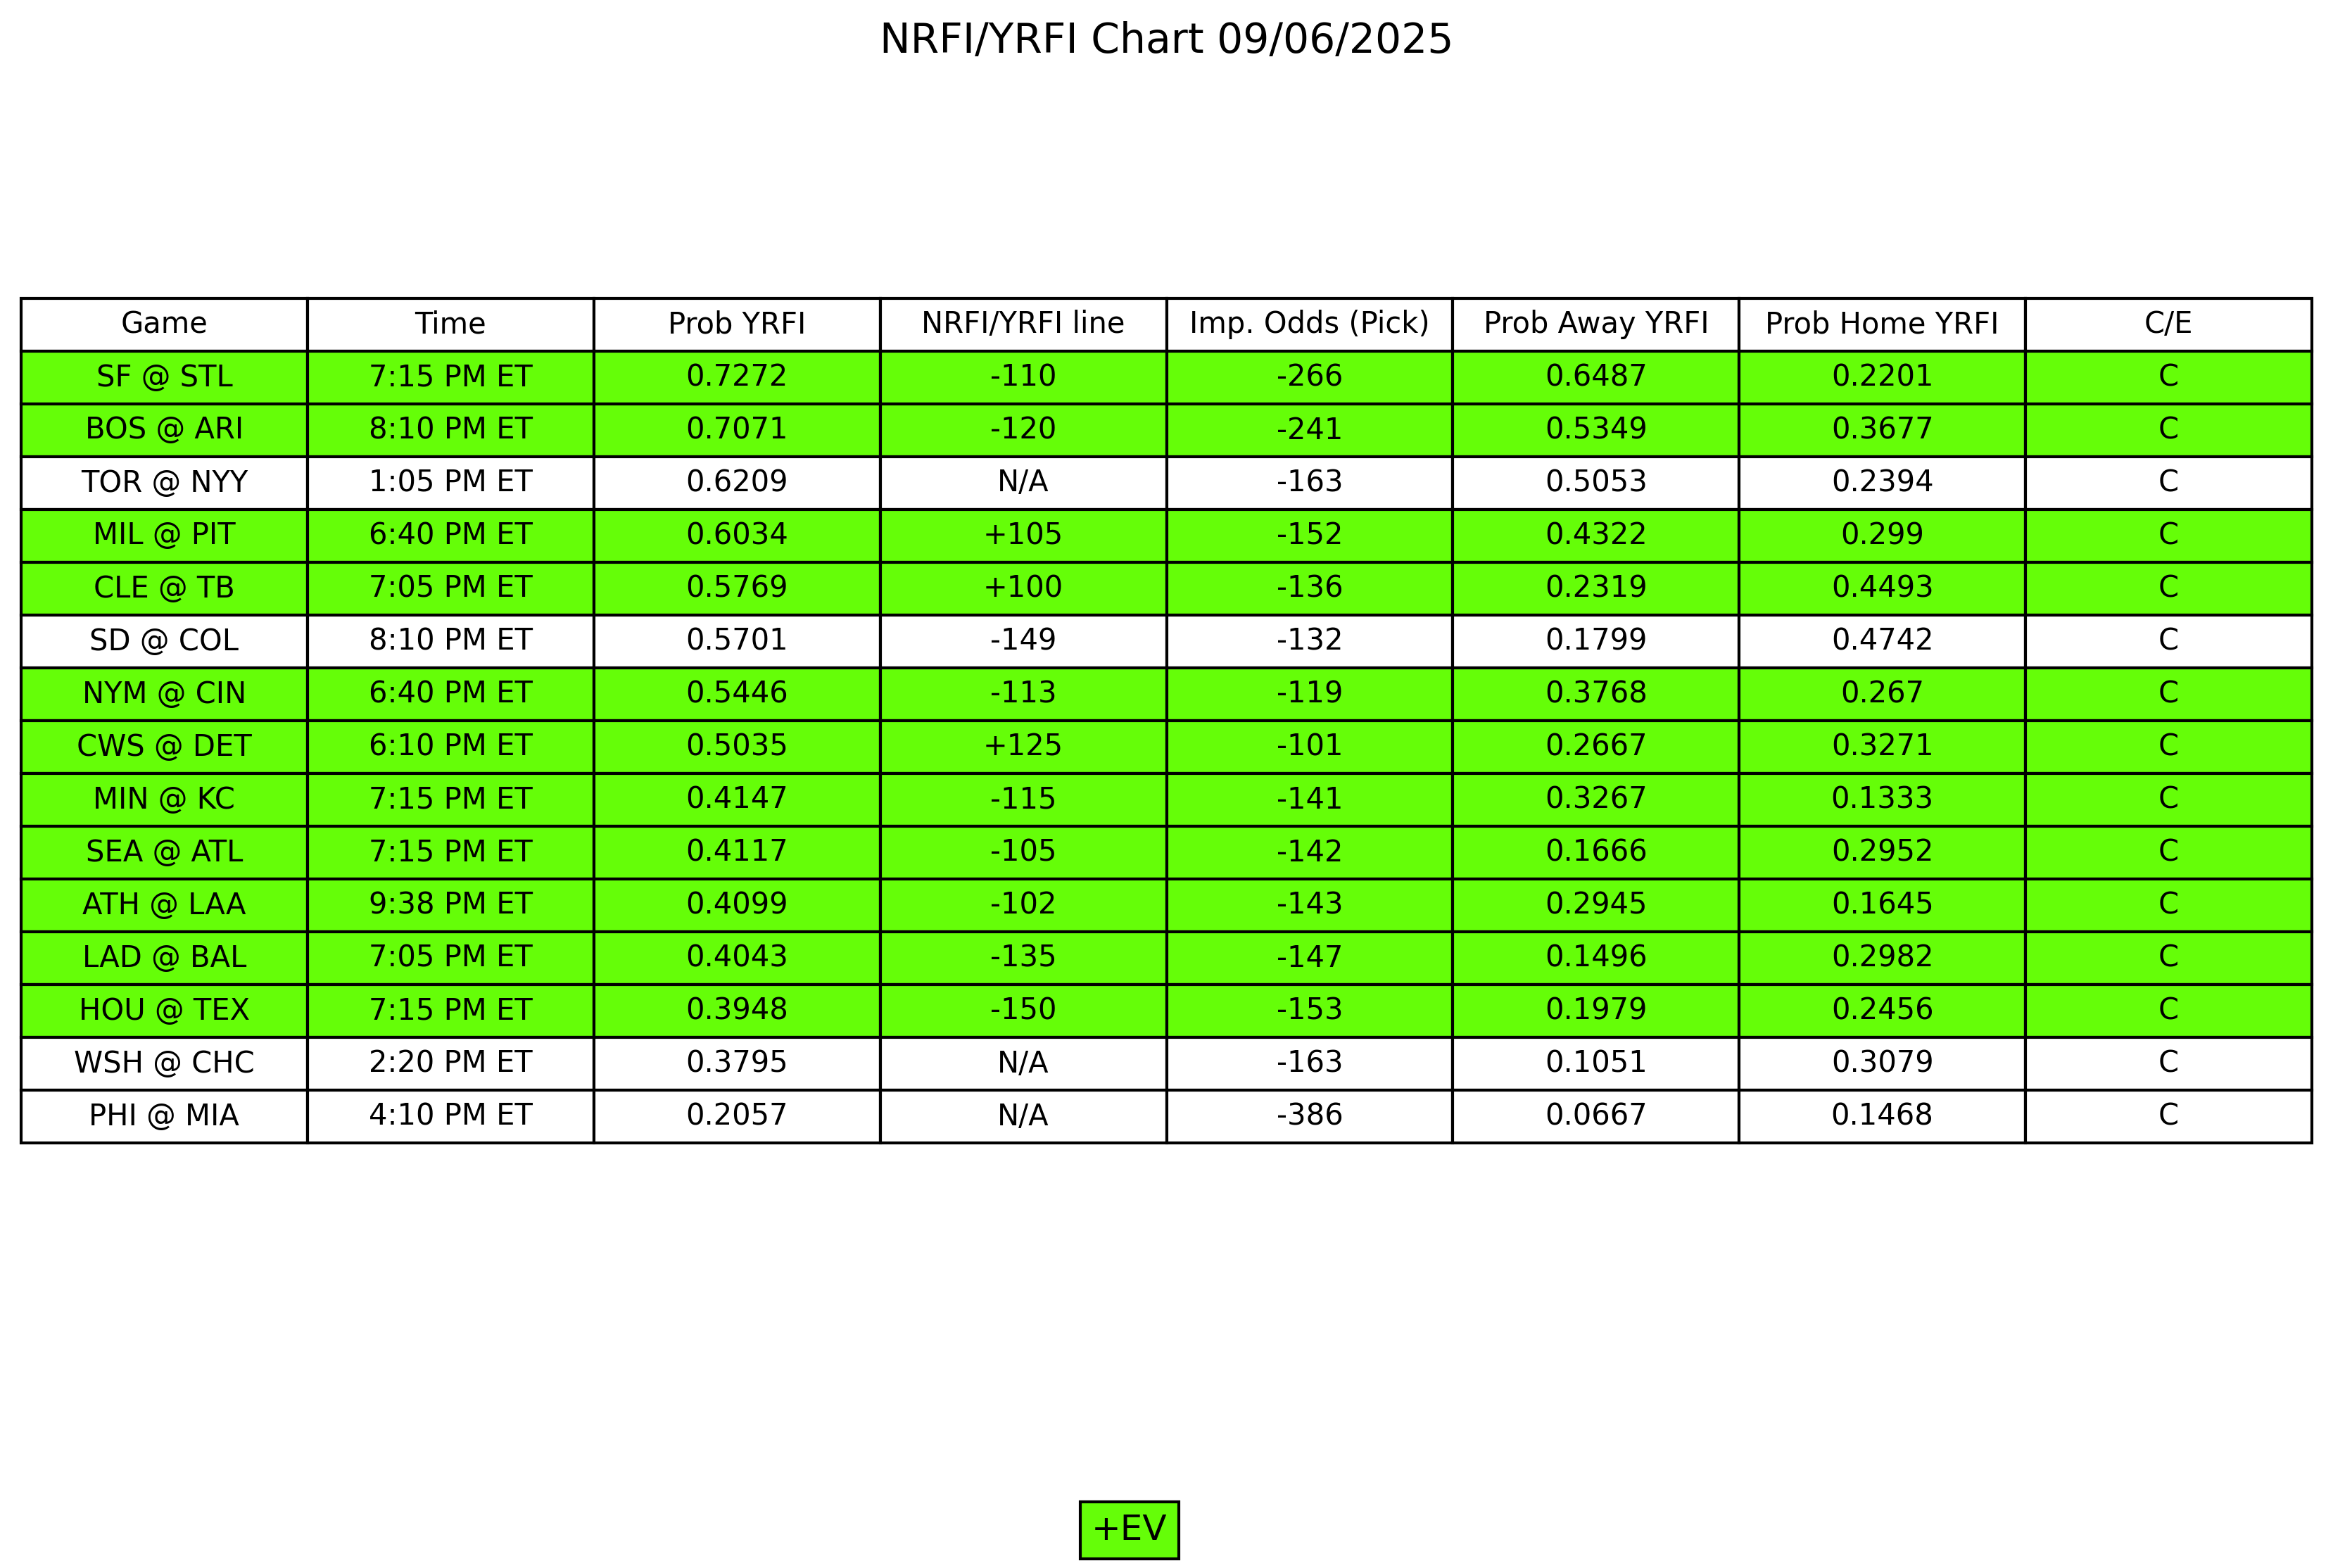 NRFI/YRFI Chart 09/06/2025
Game Time Prob YRFI NRFI/YRFI line Imp. Odds (Pick) Prob Away YRFI Prob Home YRFI C/E
SF @ STL 7:15 PM ET 0.7272 -110 -266 0.6487 0.2201 C
BOS @ ARI 8:10 PM ET 0.7071 -120 -241 0.5349 0.3677 C
TOR @ NYY 1:05 PM ET 0.6209 N/A -163 0.5053 0.2394 C
MIL @ PIT 6:40 PM ET 0.6034 +105 -152 0.4322 0.299 C
CLE @ TB 7:05 PM ET 0.5769 +100 -136 0.2319 0.4493 C
SD @ COL 8:10 PM ET 0.5701 -149 -132 0.1799 0.4742 C
NYM @ CIN 6:40 PM ET 0.5446 -113 -119 0.3768 0.267 C
CWS @ DET 6:10 PM ET 0.5035 +125 -101 0.2667 0.3271 C
MIN @ KC 7:15 PM ET 0.4147 -115 -141 0.3267 0.1333 C
SEA @ ATL 7:15 PM ET 0.4117 -105 -142 0.1666 0.2952 C
ATH @ LAA 9:38 PM ET 0.4099 -102 -143 0.2945 0.1645 C
LAD @ BAL 7:05 PM ET 0.4043 -135 -147 0.1496 0.2982 C
HOU @ TEX 7:15 PM ET 0.3948 -150 -153 0.1979 0.2456 C
WSH @ CHC 2:20 PM ET 0.3795 N/A -163 0.1051 0.3079 C
PHI @ MIA 4:10 PM ET 0.2057 N/A -386 0.0667 0.1468 C
+EV